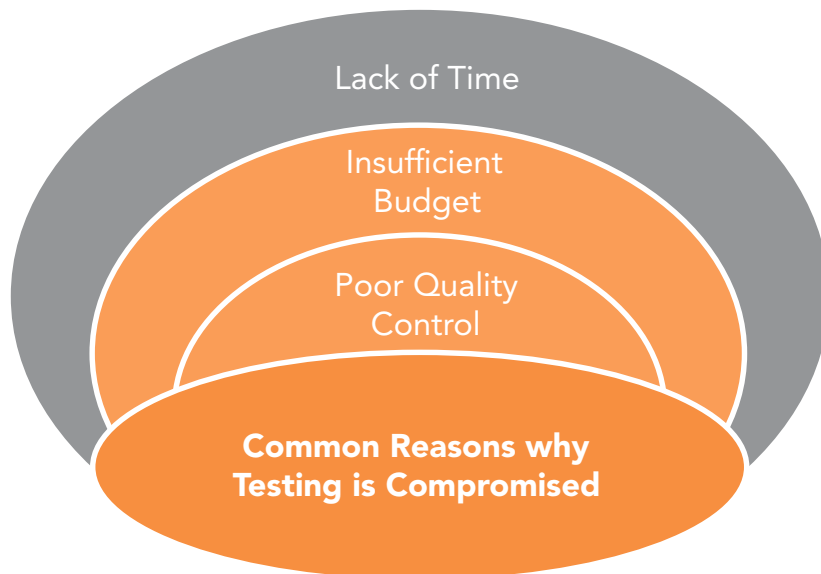 Lack of Time
Insufficient
Budget
Poor Quality
Control
Common Reasons why
Testing is Compromised